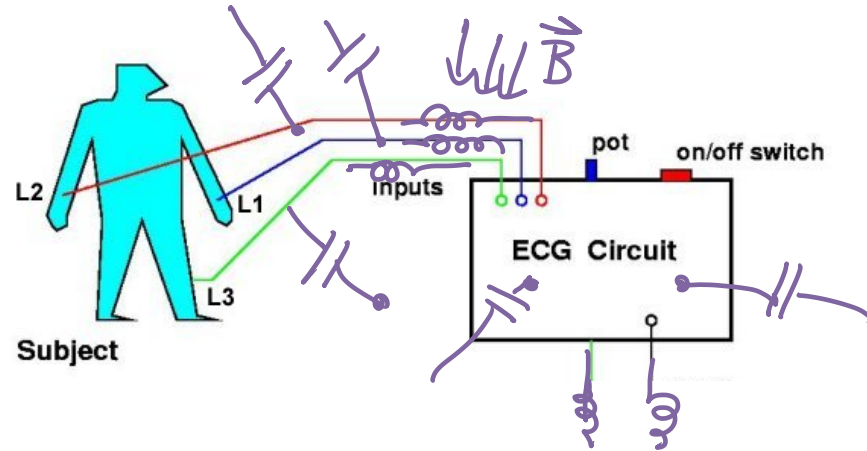 B
pot
on/off switch
L2
L1
inputs
ECG Circuit
L3
Subject